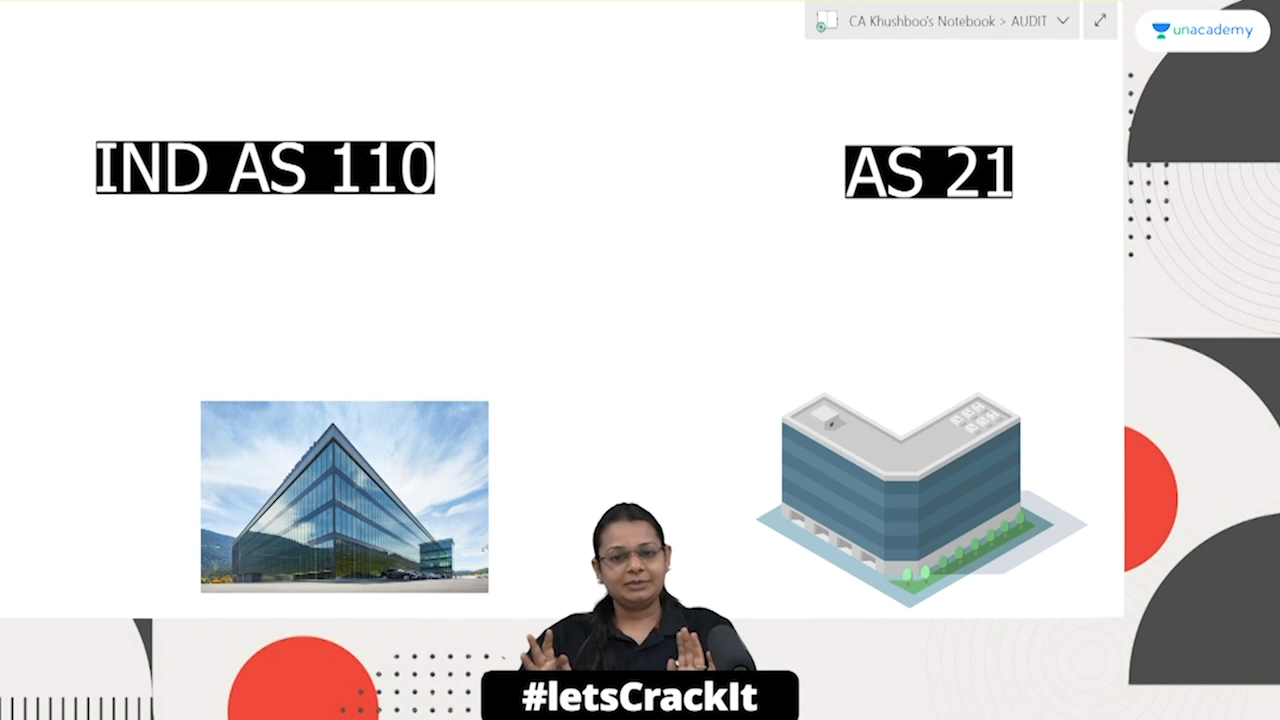 CA Khushboo's Notebook > AUDIT
unacademy
IND AS 110
AS 21
#letsCrackIt